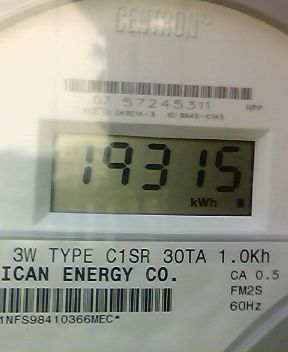 CENTRON®
07 57245311 HPP
19315
kWh
3W TYPE C1SR 30TA 1.0Kh
ICAN ENERGY CO. CA 0.5
FM2S
60Hz
1NFS98410366MEC*